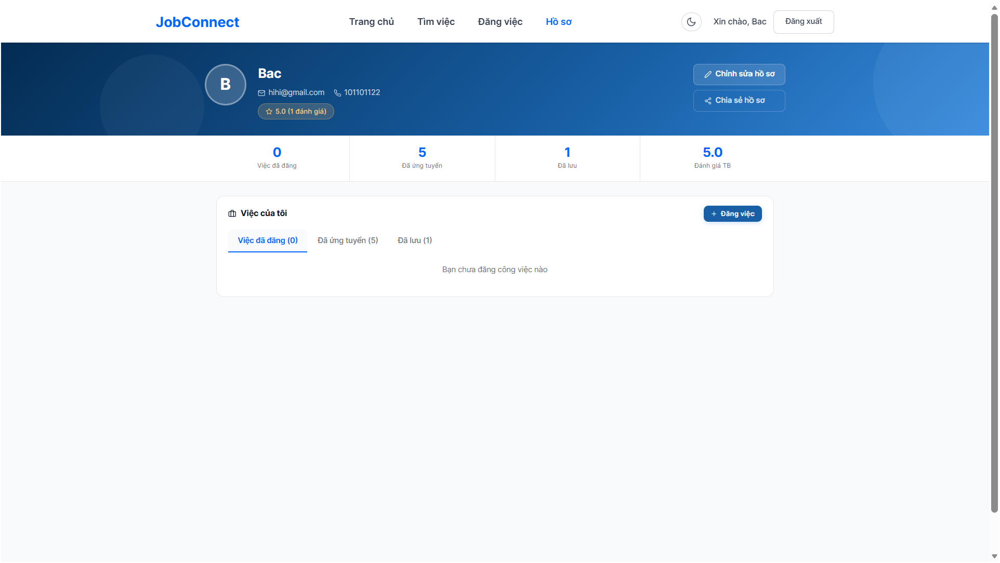 JobConnect
Trang chủ
Tìm việc
Đăng việc
Hồ sơ
Xin chào, Bac
Đăng xuất
B
Bac
hihi@gmail.com
101101122
5.0 (1 đánh giá)
Chỉnh sửa hồ sơ
Chia sẻ hồ sơ
0
Việc đã đăng
5
Đã ứng tuyển
1
Đã lưu
5.0
Đánh giá TB
Việc của tôi
+ Đăng việc
Việc đã đăng (0)
Đã ứng tuyển (5)
Đã lưu (1)
Bạn chưa đăng công việc nào